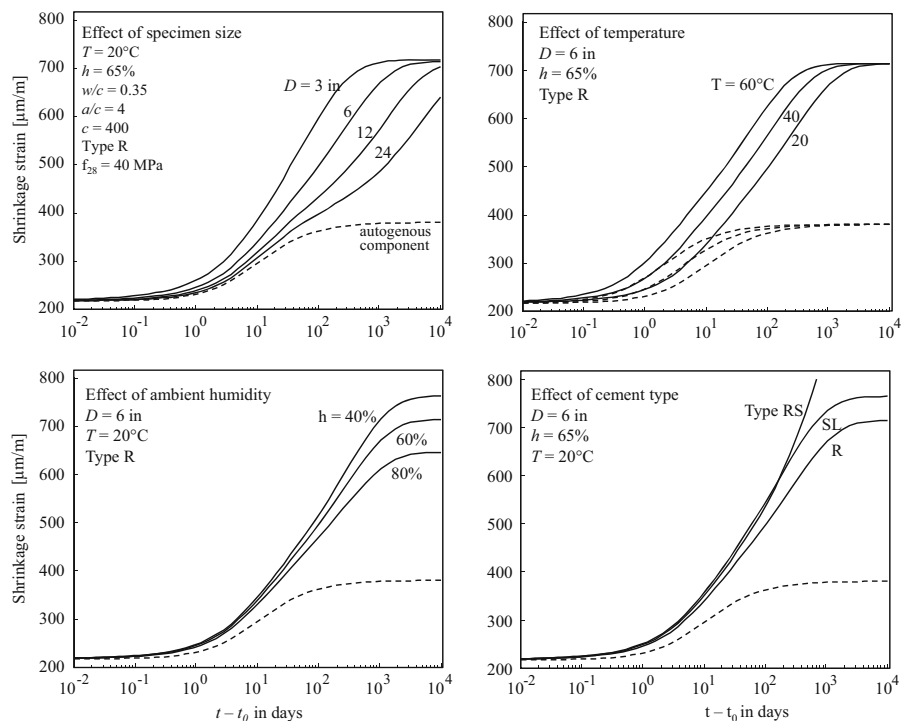 Effect of specimen size
T = 20°C
h = 65%
w/c = 0.35
a/c = 4
c = 400
Type R
f₂₈ = 40 MPa
D = 3 in
6
12
24
autogenous
component
Shrinkage strain [μm/m]
800
700
600
500
400
300
200
10⁻² 10⁻¹ 10⁰ 10¹ 10² 10³ 10⁴
Effect of temperature
D = 6 in
h = 65%
Type R
T = 60°C
40
20
800
700
600
500
400
300
200
10⁻² 10⁻¹ 10⁰ 10¹ 10² 10³ 10⁴
Effect of ambient humidity
D = 6 in
T = 20°C
Type R
h = 40%
60%
80%
Shrinkage strain [μm/m]
800
700
600
500
400
300
200
10⁻² 10⁻¹ 10⁰ 10¹ 10² 10³ 10⁴
t – t₀ in days
Effect of cement type
D = 6 in
h = 65%
T = 20°C
Type RS
SL
R
800
700
600
500
400
300
200
10⁻² 10⁻¹ 10⁰ 10¹ 10² 10³ 10⁴
t – t₀ in days